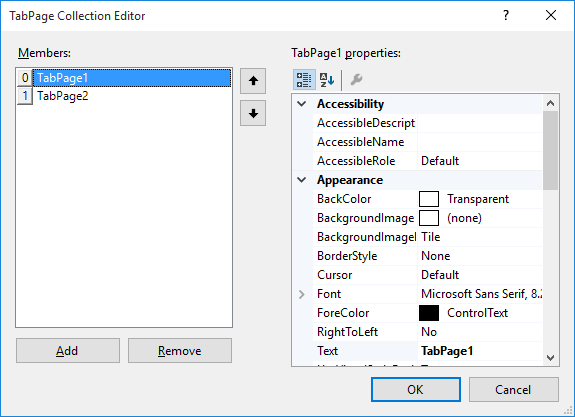 TabPage Collection Editor
Members:
0 TabPage1
1 TabPage2
Add
Remove
TabPage1 properties:
Accessibility
AccessibleDescript
AccessibleName
AccessibleRole Default
Appearance
BackColor Transparent
BackgroundImage (none)
BackgroundImageI Tile
BorderStyle None
Cursor Default
Font Microsoft Sans Serif, 8.2
ForeColor ControlText
RightToLeft No
Text TabPage1
OK
Cancel